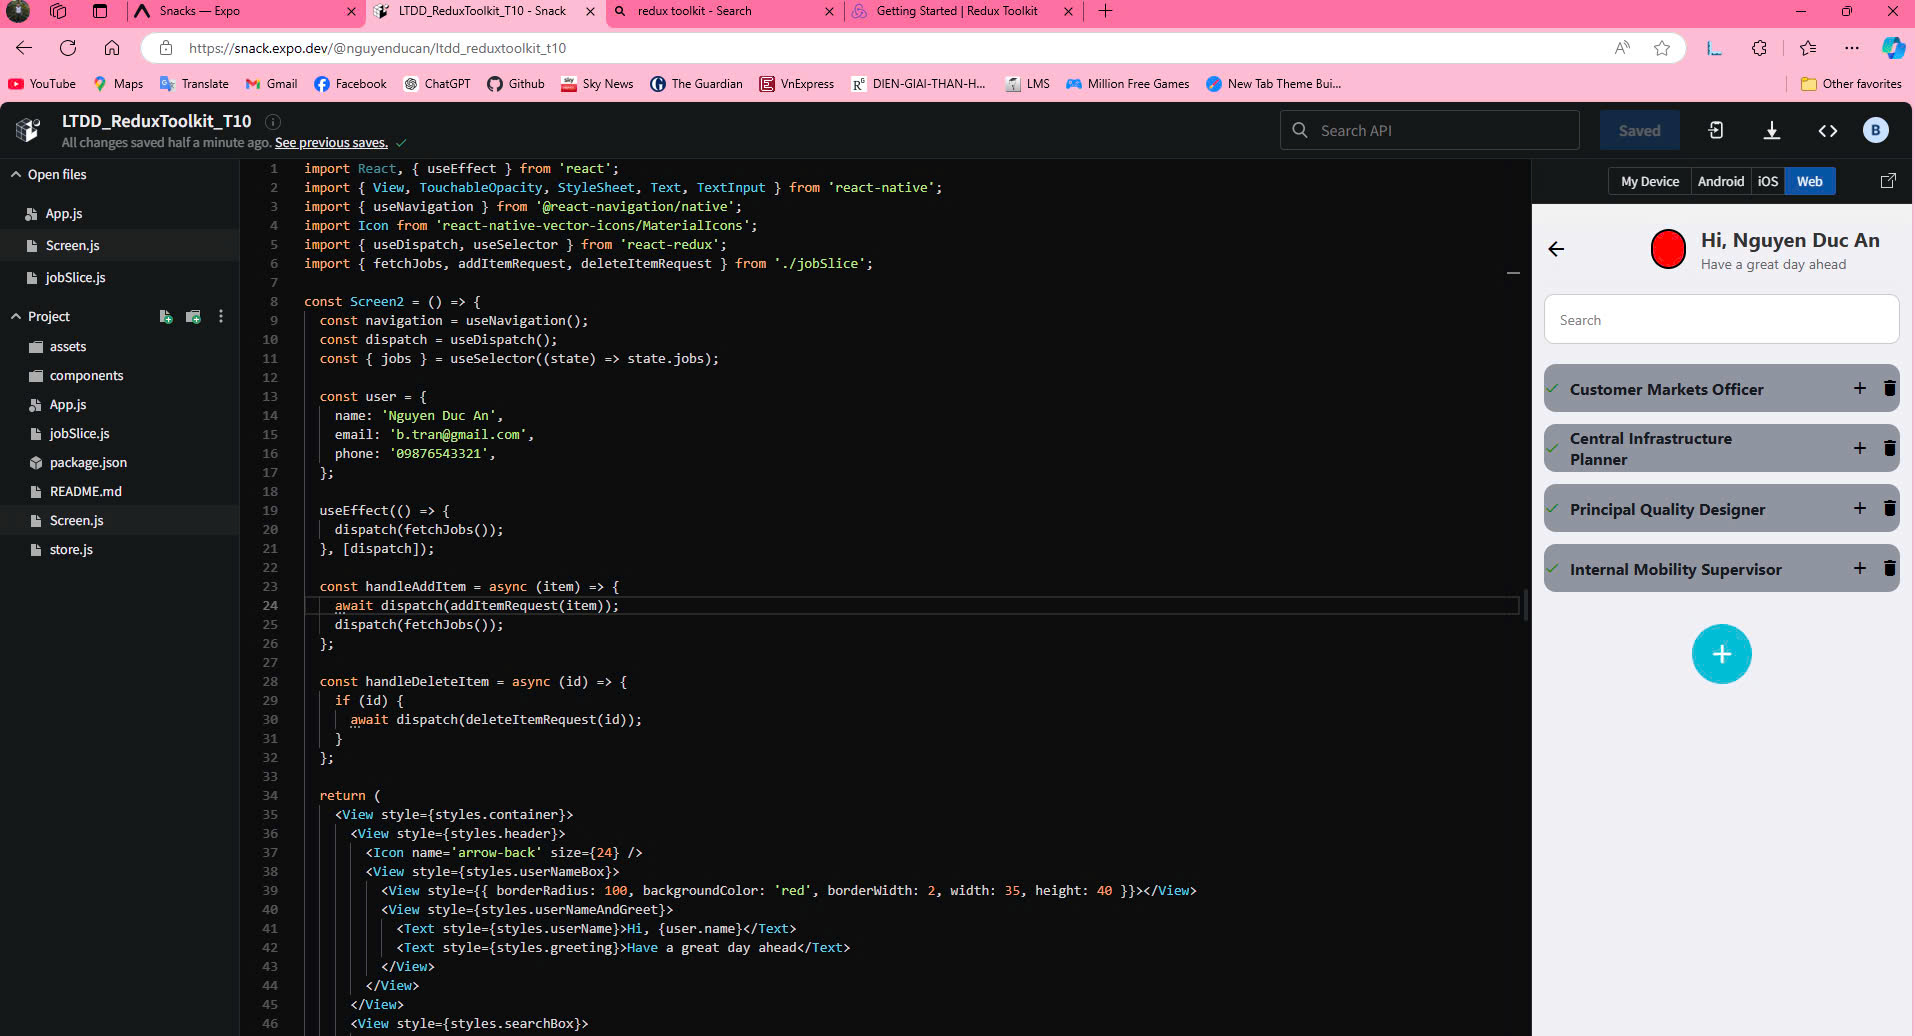 Snacks — Expo
LTDD_ReduxToolkit_T10 - Snack
redux toolkit - Search
Getting Started | Redux Toolkit
https://snack.expo.dev/@nguyenducan/ltdd_reduxtoolkit_t10
YouTube
Maps
Translate
Gmail
Facebook
ChatGPT
Github
Sky News
The Guardian
VnExpress
DIEN-GIAI-THAN-H...
LMS
Million Free Games
New Tab Theme Bui...
Other favorites
LTDD_ReduxToolkit_T10
All changes saved half a minute ago. See previous saves.
Search API
Saved
B
Open files
App.js
Screen.js
jobSlice.js
Project
assets
components
App.js
jobSlice.js
package.json
README.md
Screen.js
store.js
1 import React, { useEffect } from 'react';
2 import { View, TouchableOpacity, StyleSheet, Text, TextInput } from 'react-native';
3 import { useNavigation } from '@react-navigation/native';
4 import Icon from 'react-native-vector-icons/MaterialIcons';
5 import { useDispatch, useSelector } from 'react-redux';
6 import { fetchJobs, addItemRequest, deleteItemRequest } from './jobSlice';
7
8 const Screen2 = () => {
9 const navigation = useNavigation();
10 const dispatch = useDispatch();
11 const { jobs } = useSelector((state) => state.jobs);
12
13 const user = {
14 name: 'Nguyen Duc An',
15 email: 'b.tran@gmail.com',
16 phone: '09876543321',
17 };
18
19 useEffect(() => {
20 dispatch(fetchJobs());
21 }, [dispatch]);
22
23 const handleAddItem = async (item) => {
24 await dispatch(addItemRequest(item));
25 dispatch(fetchJobs());
26 };
27
28 const handleDeleteItem = async (id) => {
29 if (id) {
30 await dispatch(deleteItemRequest(id));
31 }
32 };
33
34 return (
35 <View style={styles.container}>
36 <View style={styles.header}>
37 <Icon name='arrow-back' size={24} />
38 <View style={styles.userNameBox}>
39 <View style={{ borderRadius: 100, backgroundColor: 'red', borderWidth: 2, width: 35, height: 40 }}></View>
40 <View style={styles.userNameAndGreet}>
41 <Text style={styles.userName}>Hi, {user.name}</Text>
42 <Text style={styles.greeting}>Have a great day ahead</Text>
43 </View>
44 </View>
45 </View>
46 <View style={styles.searchBox}>
My Device
Android
iOS
Web
Hi, Nguyen Duc An
Have a great day ahead
Search
Customer Markets Officer
Central Infrastructure
Planner
Principal Quality Designer
Internal Mobility Supervisor